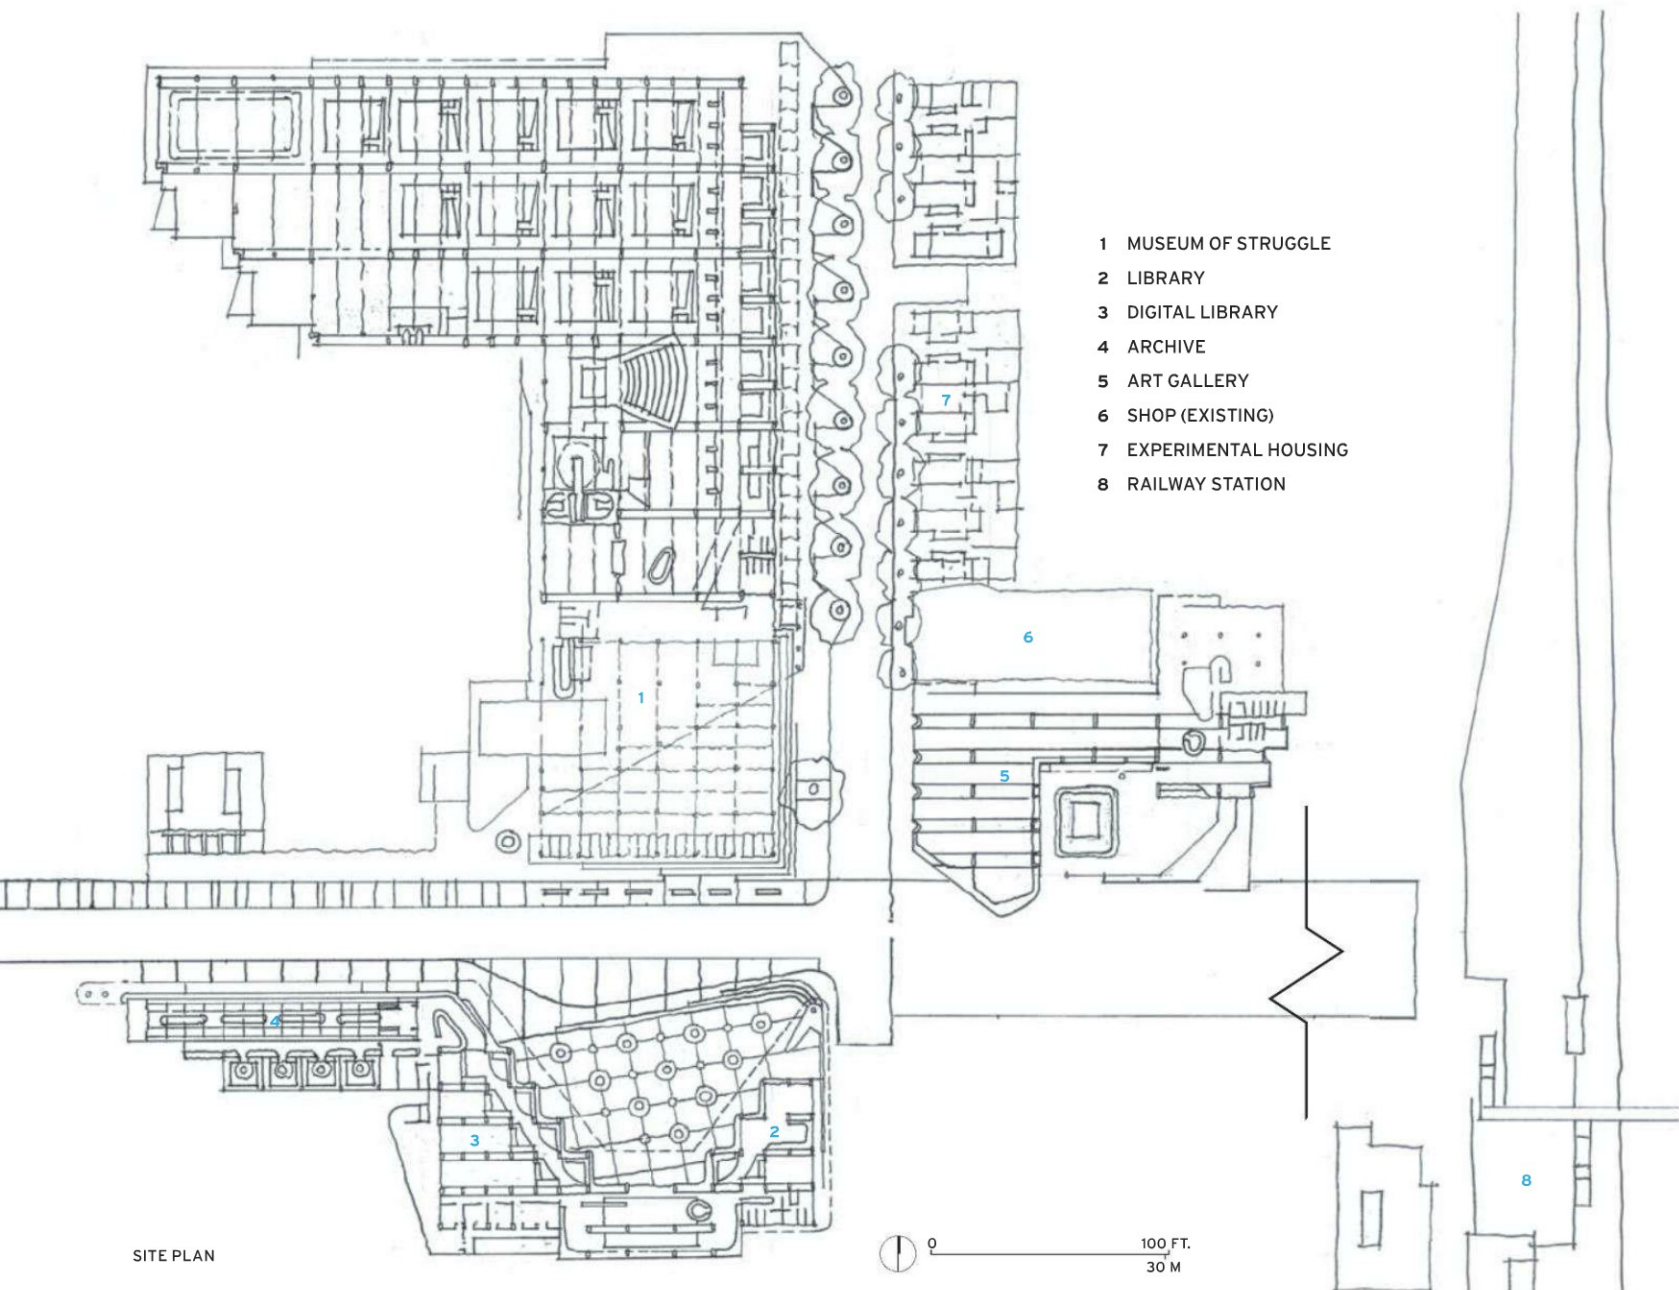 1 MUSEUM OF STRUGGLE
2 LIBRARY
3 DIGITAL LIBRARY
4 ARCHIVE
5 ART GALLERY
6 SHOP (EXISTING)
7 EXPERIMENTAL HOUSING
8 RAILWAY STATION
7
6
1
5
4
3
2
8
SITE PLAN
0 100 FT.
30 M